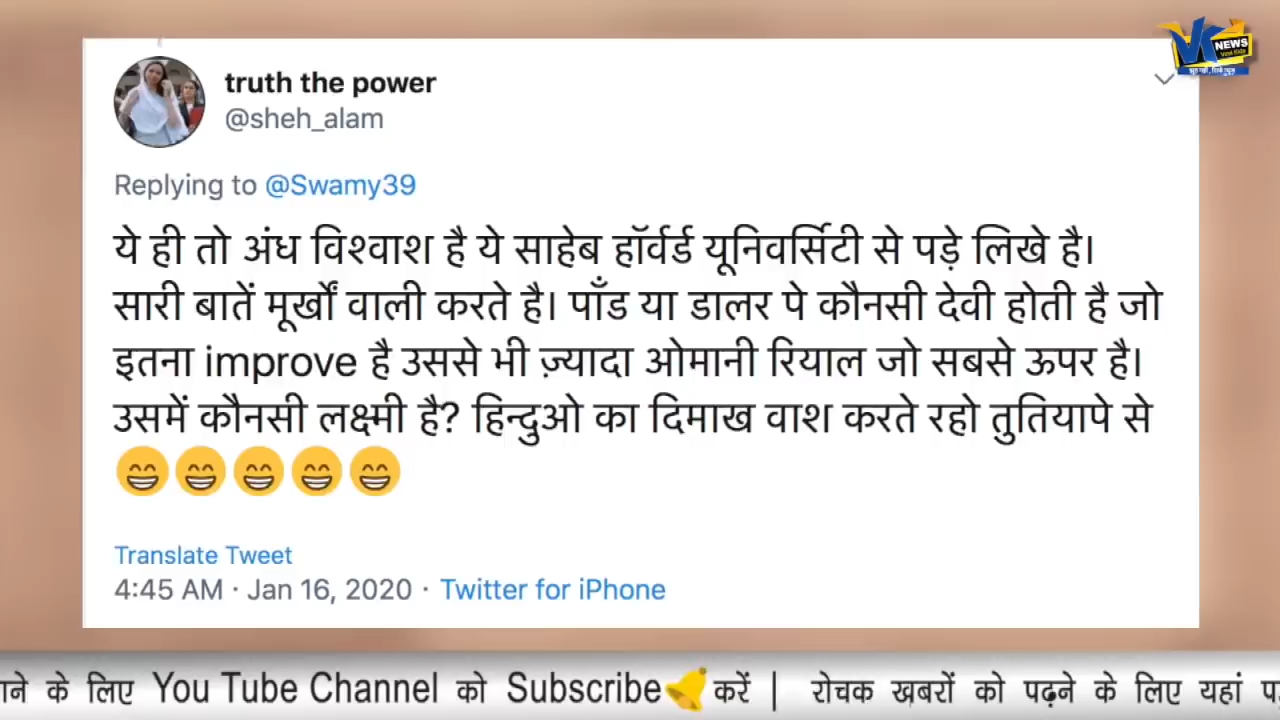 VK NEWS
truth the power
@sheh_alam
Replying to @Swamy39
ये ही तो अंध विश्वाश है ये साहेब हॉर्वर्ड यूनिवर्सिटी से पड़े लिखे है।
सारी बातें मूर्खों वाली करते है। पाँड या डालर पे कौनसी देवी होती है जो
इतना improve है उससे भी ज़्यादा ओमानी रियाल जो सबसे ऊपर है।
उसमें कौनसी लक्ष्मी है? हिन्दुओ का दिमाख वाश करते रहो तुतियापे से
😁😁😁😁😁
Translate Tweet
4:45 AM · Jan 16, 2020 · Twitter for iPhone
ाने के लिए You Tube Channel को Subscribe🔔करें | रोचक ख़बरों को पढ़ने के लिए यहां